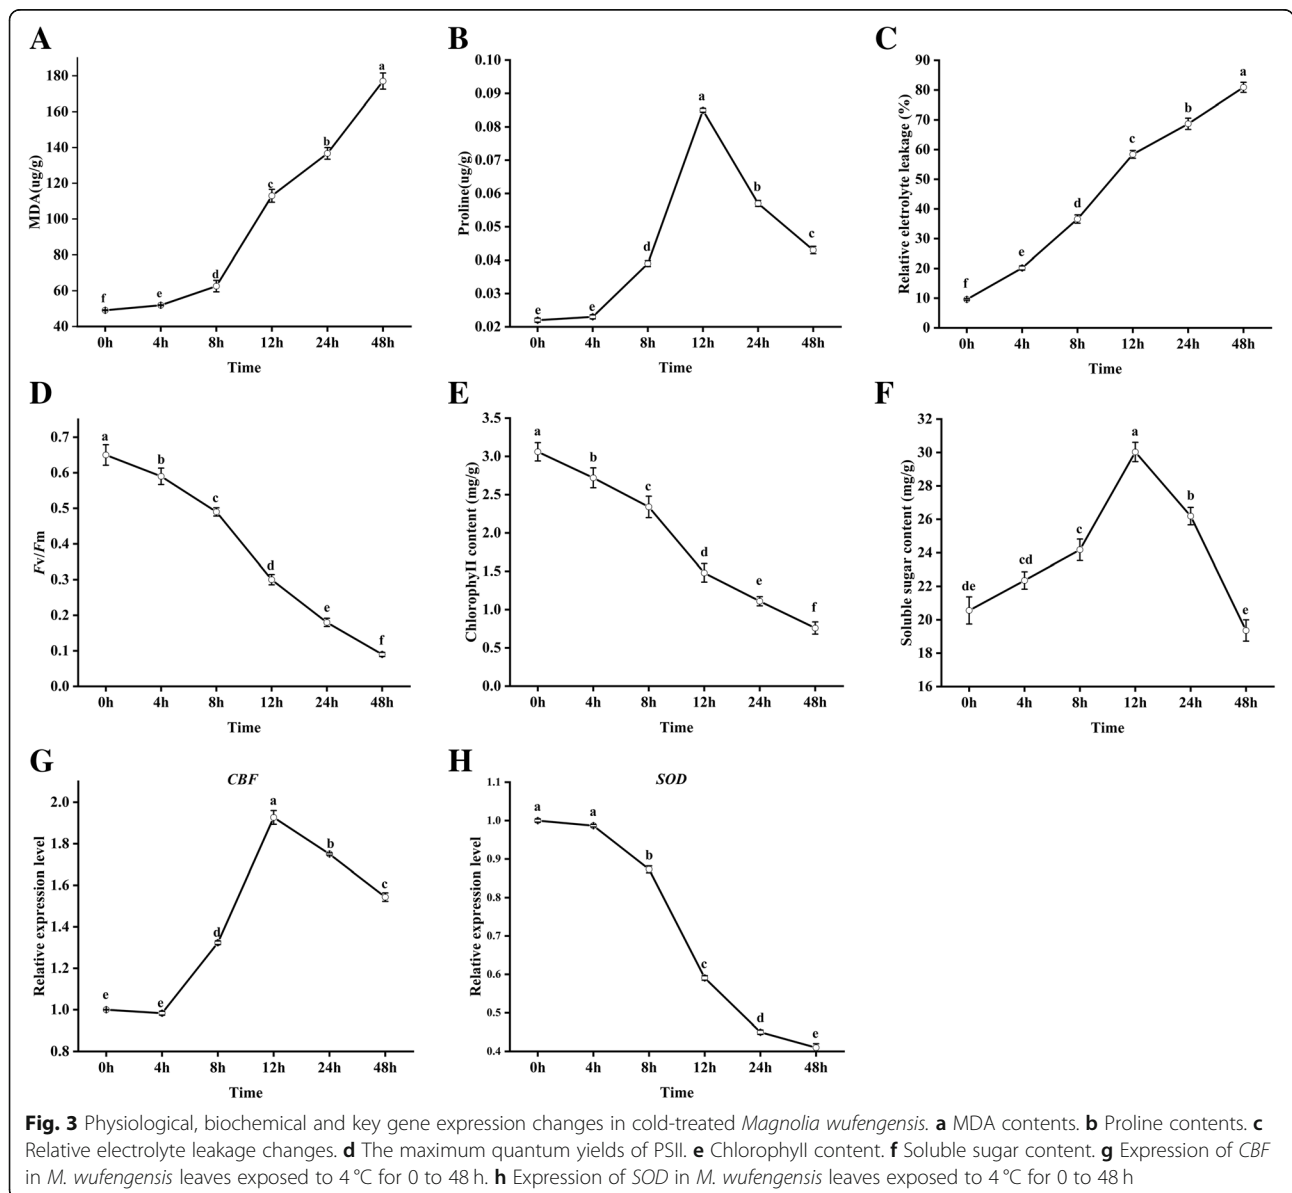 A
MDA(ug/g)
180
160
140
120
100
80
60
40
f
e
d
c
b
a
0h 4h 8h 12h 24h 48h
Time
B
Proline(ug/g)
0.10
0.09
0.08
0.07
0.06
0.05
0.04
0.03
0.02
e
e
d
a
b
c
0h 4h 8h 12h 24h 48h
Time
C
Relative eletrolyte leakage (%)
90
80
70
60
50
40
30
20
10
0
f
e
d
c
b
a
0h 4h 8h 12h 24h 48h
Time
D
Fv/Fm
0.7
0.6
0.5
0.4
0.3
0.2
0.1
0.0
a
b
c
d
e
f
0h 4h 8h 12h 24h 48h
Time
E
ChlorophyII content (mg/g)
3.5
3.0
2.5
2.0
1.5
1.0
0.5
0.0
a
b
c
d
e
f
0h 4h 8h 12h 24h 48h
Time
F
Soluble sugar content (mg/g)
32
30
28
26
24
22
20
18
16
de
cd
c
a
b
e
0h 4h 8h 12h 24h 48h
Time
G
CBF
Relative expression level
2.0
1.8
1.6
1.4
1.2
1.0
0.8
e
e
d
a
b
c
0h 4h 8h 12h 24h 48h
Time
H
SOD
Relative expression level
1.1
1.0
0.9
0.8
0.7
0.6
0.5
0.4
a
a
b
c
d
e
0h 4h 8h 12h 24h 48h
Time
Fig. 3 Physiological, biochemical and key gene expression changes in cold-treated Magnolia wufengensis. a MDA contents. b Proline contents. c
Relative electrolyte leakage changes. d The maximum quantum yields of PSII. e Chlorophyll content. f Soluble sugar content. g Expression of CBF
in M. wufengensis leaves exposed to 4 °C for 0 to 48 h. h Expression of SOD in M. wufengensis leaves exposed to 4 °C for 0 to 48 h